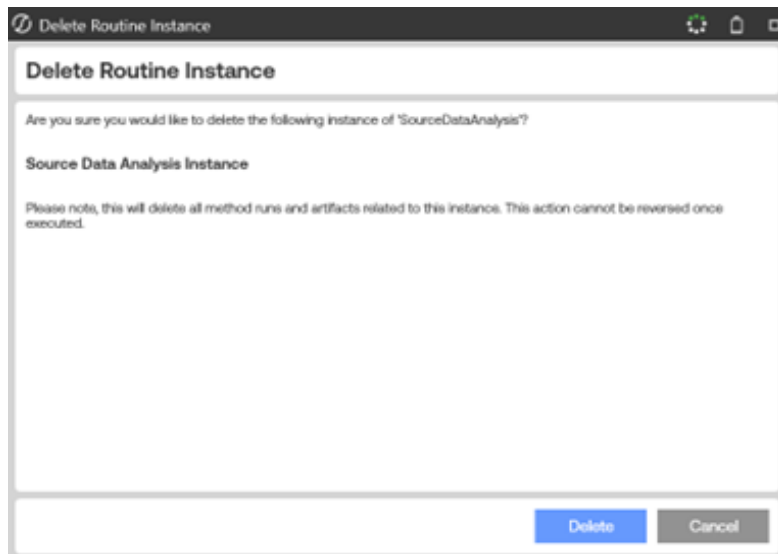 Delete Routine Instance
Delete Routine Instance
Are you sure you would like to delete the following instance of 'SourceDataAnalysis'?
Source Data Analysis Instance
Please note, this will delete all method runs and artifacts related to this instance. This action cannot be reversed once
executed.
Delete
Cancel